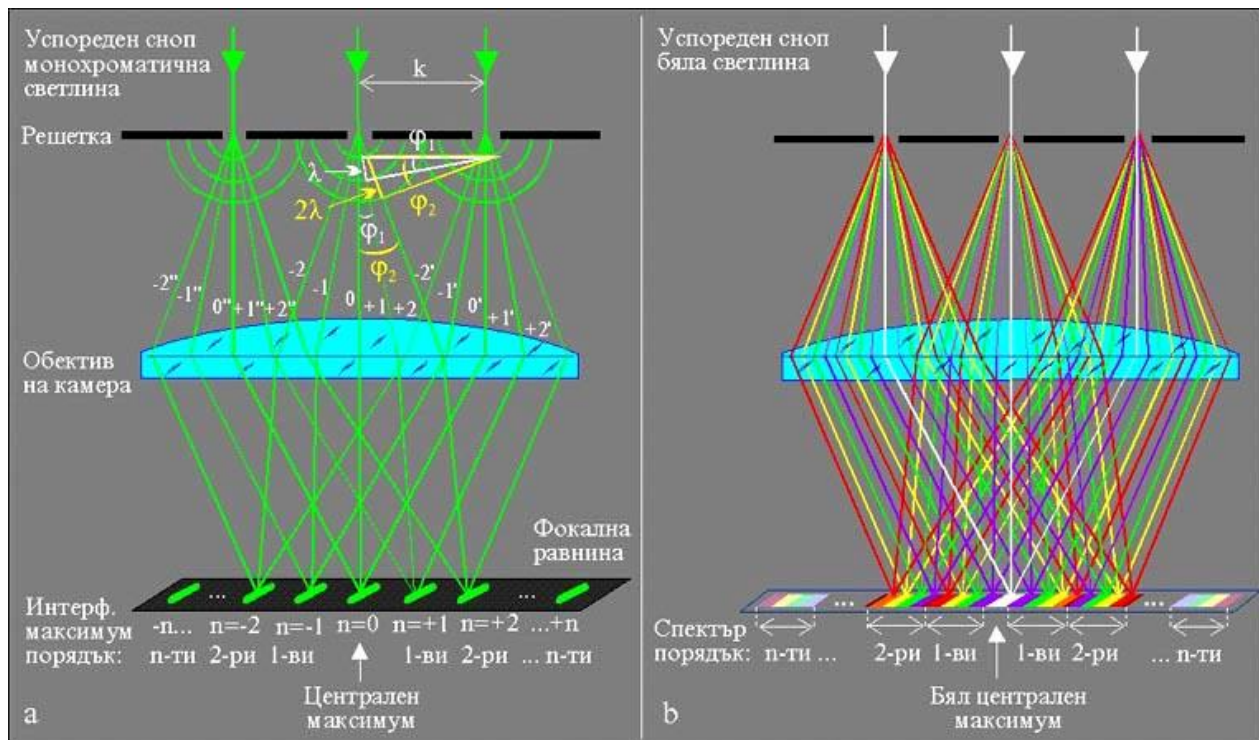 Успореден сноп
монохроматична
светлина
k
Решетка
φ1
λ
2λ
φ2
φ1
φ2
-2" -1" 0" +1" +2" -2 -1 0 +1 +2 -2' -1' 0' +1' +2'
Обектив
на камера
Фокална
равнина
Интерф.
максимум
порядък:
-n... n=-2 n=-1 n=0 n=+1 n=+2 ...+n
n-ти 2-ри 1-ви 1-ви 2-ри ... n-ти
Централен
максимум
a
Успореден сноп
бяла светлина
...
...
Спектър
порядък:
n-ти ... 2-ри 1-ви 1-ви 2-ри ... n-ти
Бял централен
максимум
b